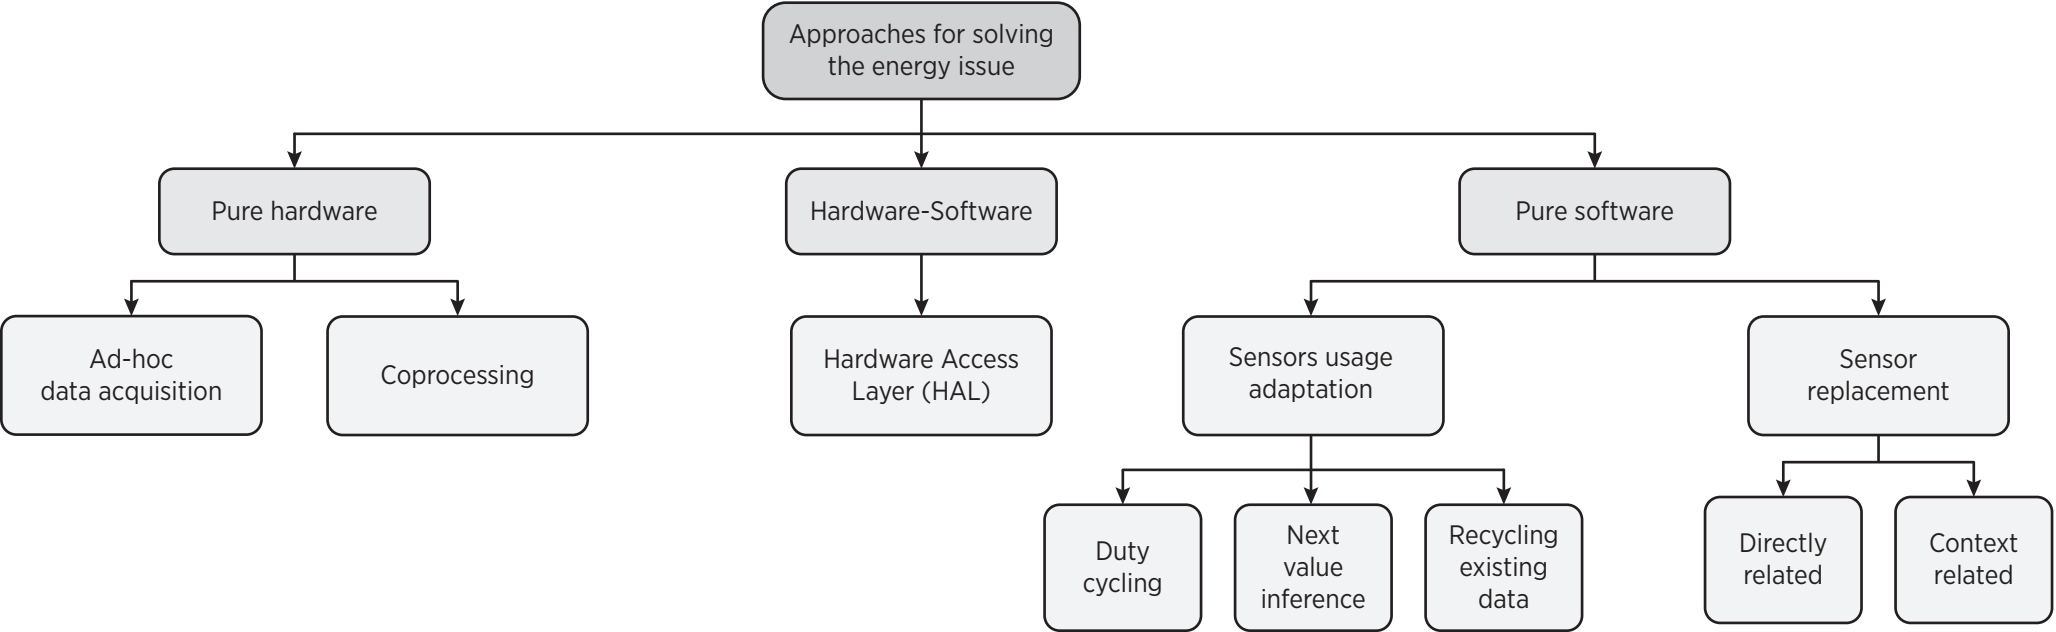 Approaches for solving
the energy issue
Pure hardware
Hardware-Software
Pure software
Ad-hoc
data acquisition
Coprocessing
Hardware Access
Layer (HAL)
Sensors usage
adaptation
Sensor
replacement
Duty
cycling
Next
value
inference
Recycling
existing
data
Directly
related
Context
related